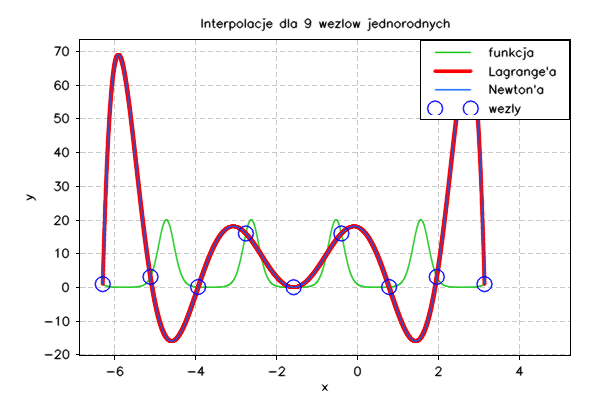 Interpolacje dla 9 wezlow jednorodnych
funkcja
Lagrange'a
Newton'a
wezly
y
70
60
50
40
30
20
10
0
−10
−20
−6 −4 −2 0 2 4
x